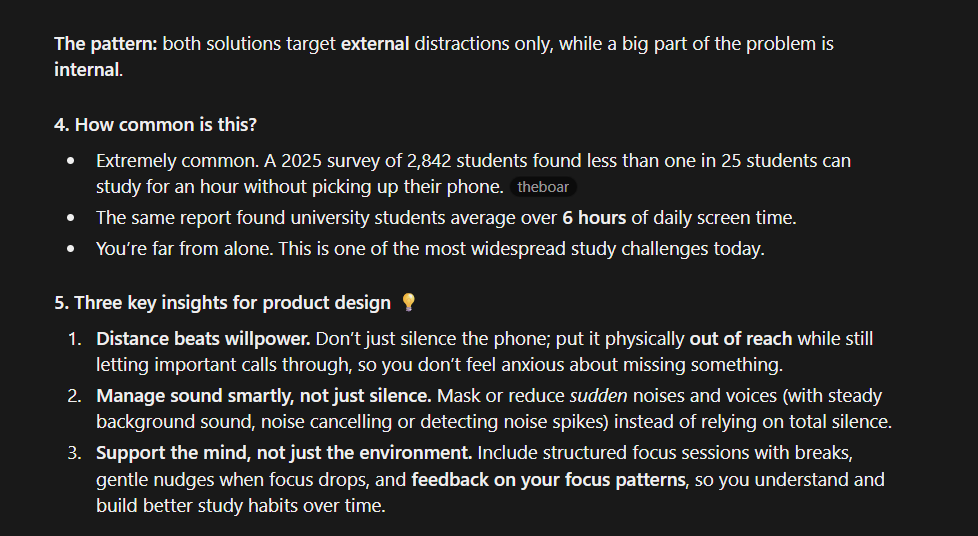 The pattern: both solutions target external distractions only, while a big part of the problem is
internal.
4. How common is this?
• Extremely common. A 2025 survey of 2,842 students found less than one in 25 students can
study for an hour without picking up their phone. theboar
• The same report found university students average over 6 hours of daily screen time.
• You’re far from alone. This is one of the most widespread study challenges today.
5. Three key insights for product design 💡
1. Distance beats willpower. Don’t just silence the phone; put it physically out of reach while still
letting important calls through, so you don’t feel anxious about missing something.
2. Manage sound smartly, not just silence. Mask or reduce sudden noises and voices (with steady
background sound, noise cancelling or detecting noise spikes) instead of relying on total silence.
3. Support the mind, not just the environment. Include structured focus sessions with breaks,
gentle nudges when focus drops, and feedback on your focus patterns, so you understand and
build better study habits over time.